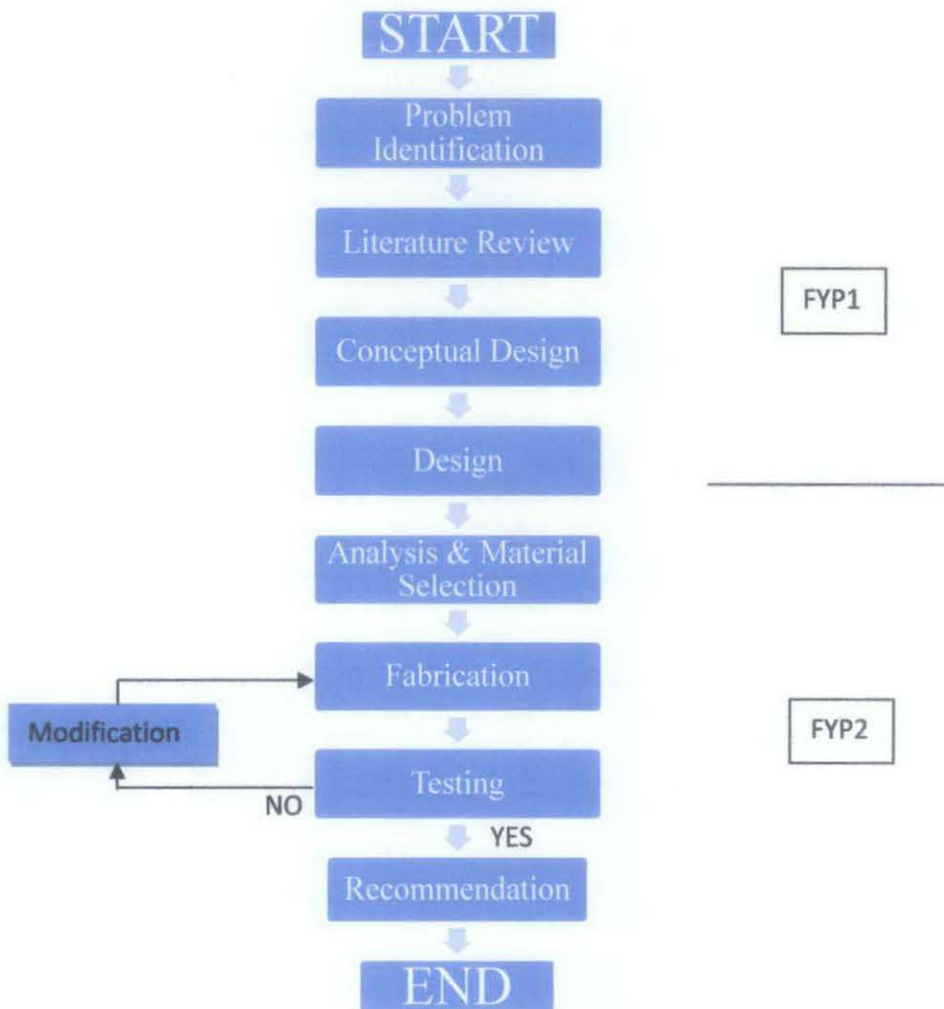 START
Problem
Identification
Literature Review
FYP1
Conceptual Design
Design
Analysis & Material
Selection
Fabrication
Modification
FYP2
Testing
NO
YES
Recommendation
END